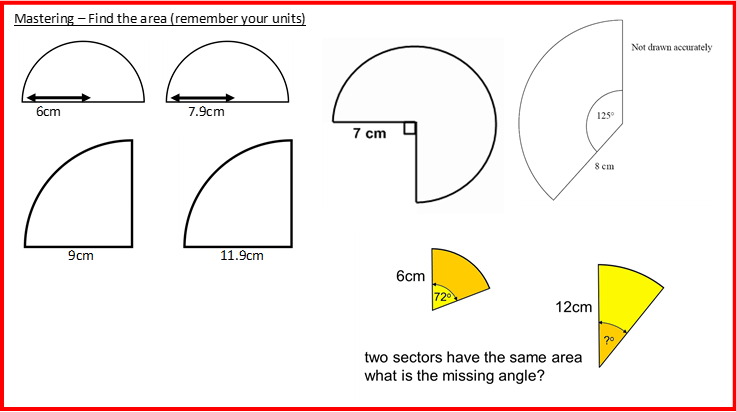 Mastering – Find the area (remember your units)
6cm
7.9cm
7 cm
Not drawn accurately
125°
8 cm
9cm
11.9cm
6cm
72°
12cm
?°
two sectors have the same area
what is the missing angle?